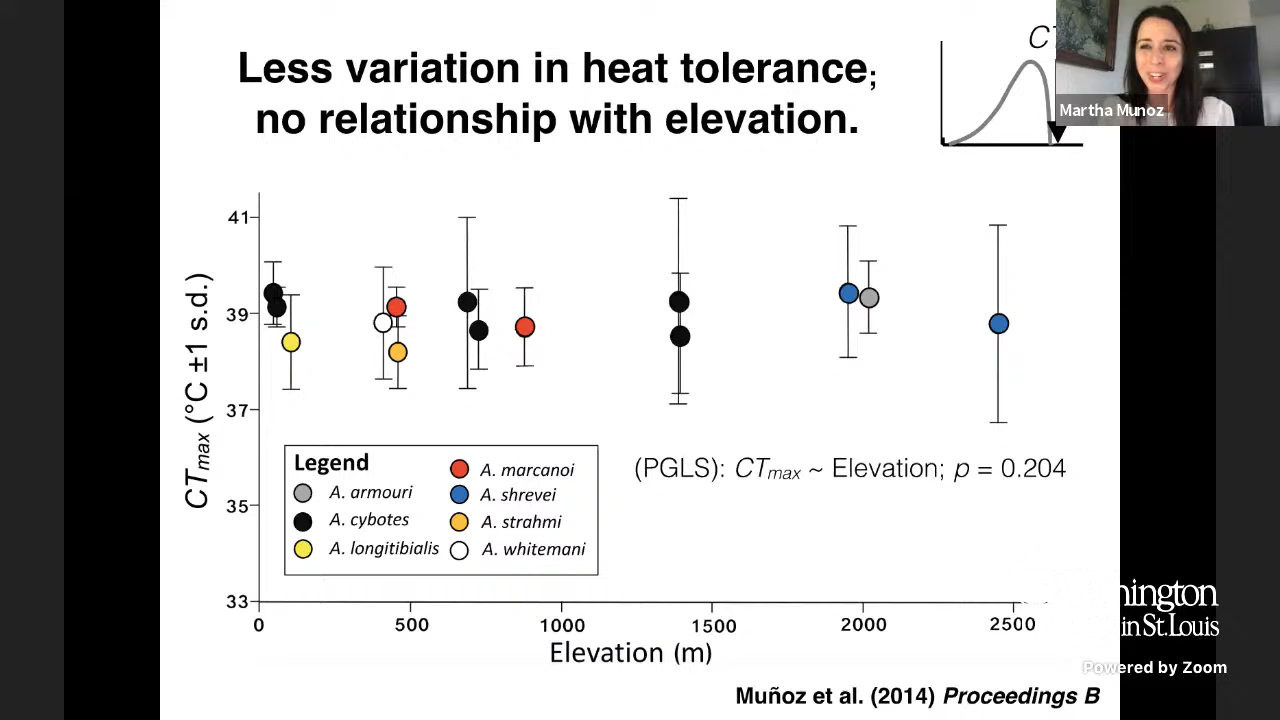 Less variation in heat tolerance;
no relationship with elevation.
Martha Munoz
41
39
37
35
33
CTmax (°C ±1 s.d.)
Legend
A. armouri
A. cybotes
A. longitibialis
A. marcanoi
A. shrevei
A. strahmi
A. whitemani
(PGLS): CTmax ~ Elevation; p = 0.204
0 500 1000 1500 2000 2500
Elevation (m)
in St. Louis
Powered by Zoom
Muñoz et al. (2014) Proceedings B